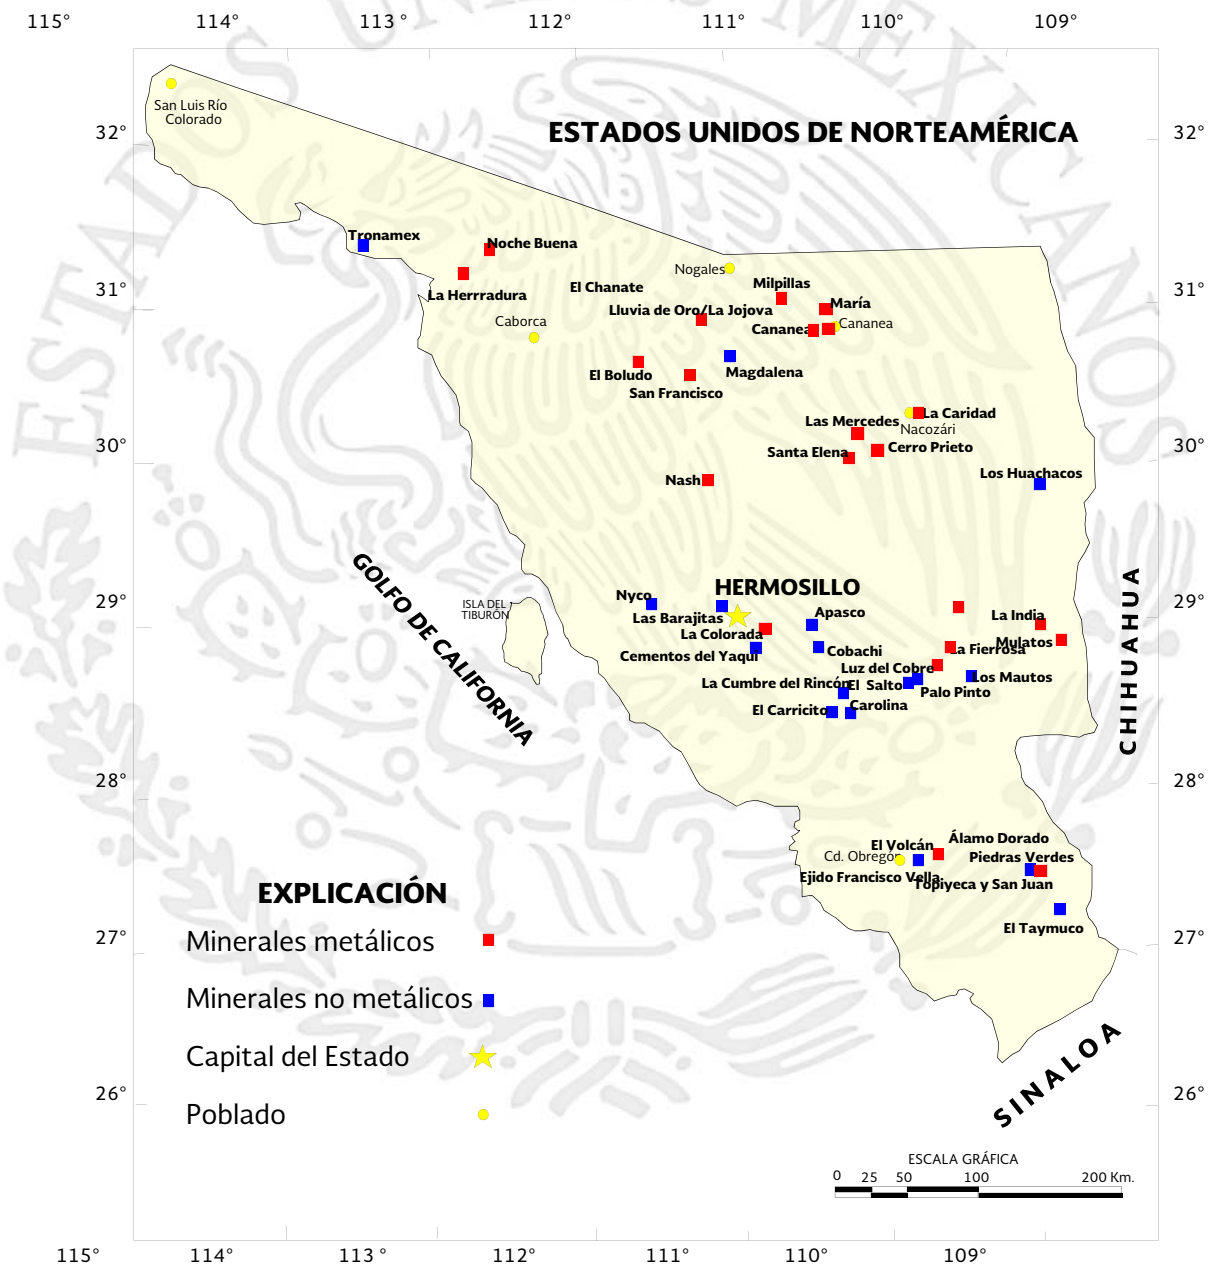 115° 114° 113 ° 112° 111° 110° 109°
ESTADOS UNIDOS MEXICANOS
San Luis Río
Colorado
32° ESTADOS UNIDOS DE NORTEAMÉRICA 32°
Tronamex
Noche Buena
Nogales
La Herrradura
El Chanate
Milpillas
31° 31°
María
Lluvia de Oro/La Jojova
Caborca
Cananea
Cananea
El Boludo
Magdalena
San Francisco
La Caridad
Las Mercedes
Nacozári
30° 30°
Cerro Prieto
Santa Elena
Los Huachacos
Nash
GOLFO DE CALIFORNIA
CHIHUAHUA
HERMOSILLO
29° 29°
ISLA DEL
TIBURÓN
Nyco
Las Barajitas
Apasco
La India
La Colorada
Mulatos
La Fierrosa
Cobachi
Cementos del Yaqui
Luz del Cobre
Los Mautos
La Cumbre del Rincón
El Salto
Palo Pinto
El Carricito
Carolina
28° 28°
Álamo Dorado
El Volcán
Cd. Obregón
Piedras Verdes
Ejido Francisco Vella
Topiyeca y San Juan
El Taymuco
27° 27°
EXPLICACIÓN
Minerales metálicos
Minerales no metálicos
Capital del Estado
Poblado
SINALOA
26° 26°
ESCALA GRÁFICA
0 25 50 100 200 Km.
115° 114° 113 ° 112° 111° 110° 109°